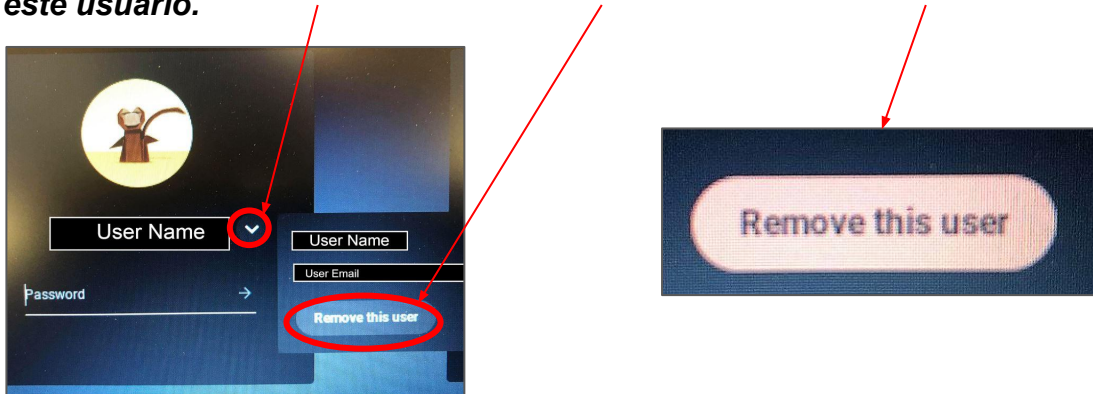 este usuario.
User Name
User Name
User Email
Password
Remove this user
Remove this user